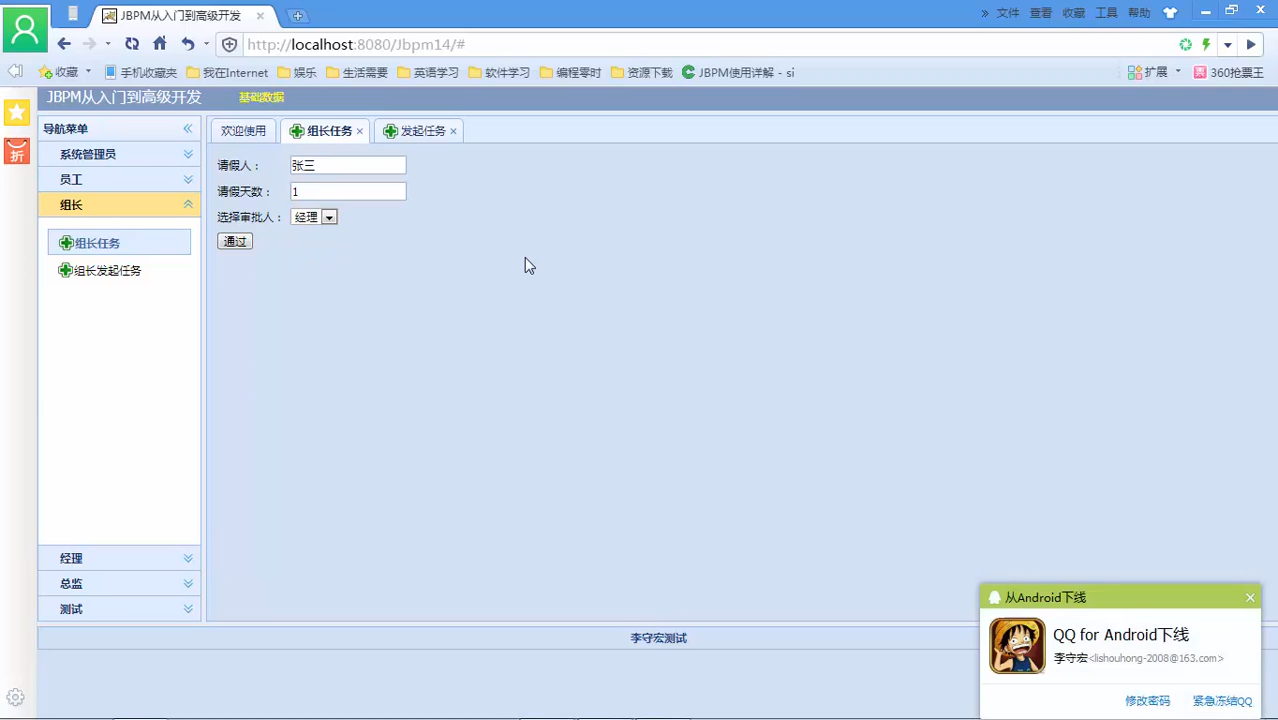 JBPM从入门到高级开发
» 文件 查看 收藏 工具 帮助
http://localhost:8080/Jbpm14/#
收藏 手机收藏夹 我在Internet 娱乐 生活需要 英语学习 软件学习 编程零时 资源下载 JBPM使用详解 - si 扩展 票 360抢票王
JBPM从入门到高级开发 基础数据
折
导航菜单
系统管理员
员工
组长
组长任务
组长发起任务
经理
总监
测试
欢迎使用 组长任务 发起任务
请假人： 张三
请假天数： 1
选择审批人： 经理
通过
李守宏测试
从Android下线
QQ for Android下线
李守宏<lishouhong-2008@163.com>
修改密码 紧急冻结QQ